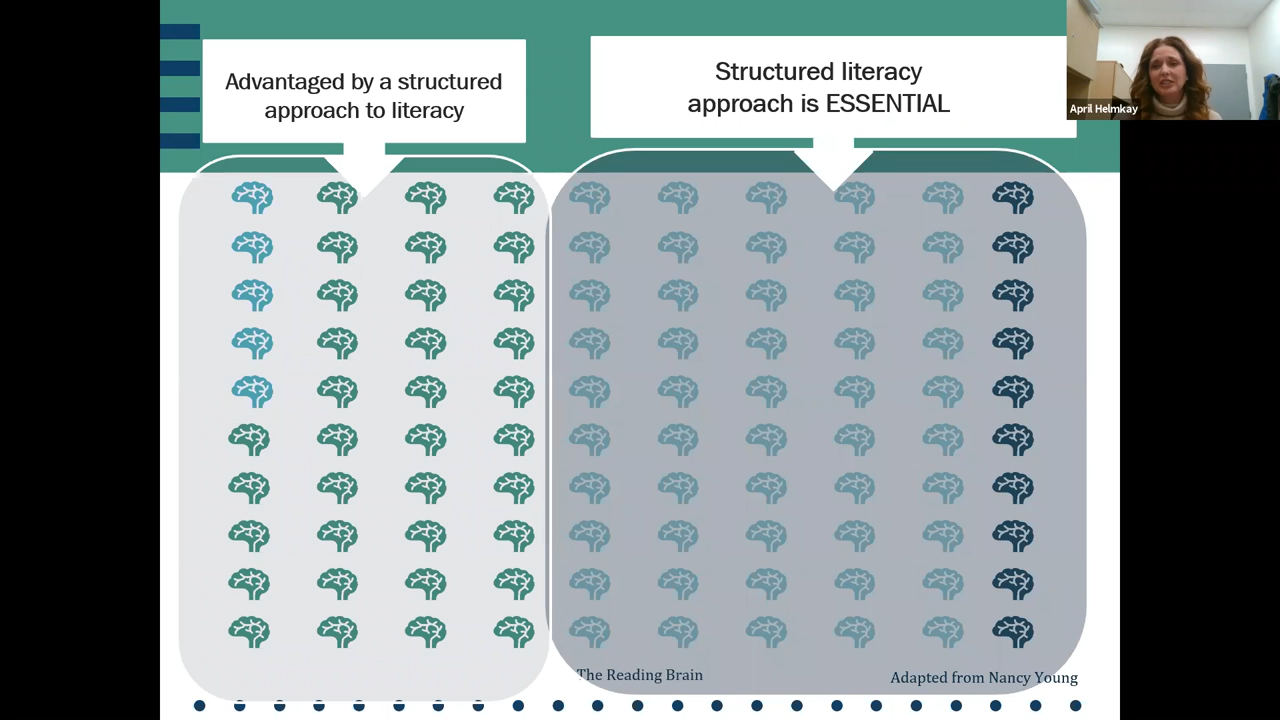 Advantaged by a structured
approach to literacy
Structured literacy
approach is ESSENTIAL
April Helmkay
The Reading Brain
Adapted from Nancy Young